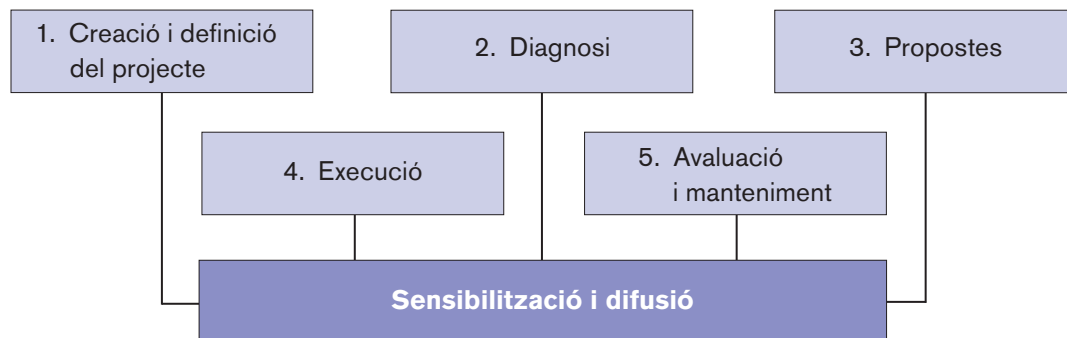 1. Creació i definició
del projecte
2. Diagnosi
3. Propostes
4. Execució
5. Avaluació
i manteniment
Sensibilització i difusió